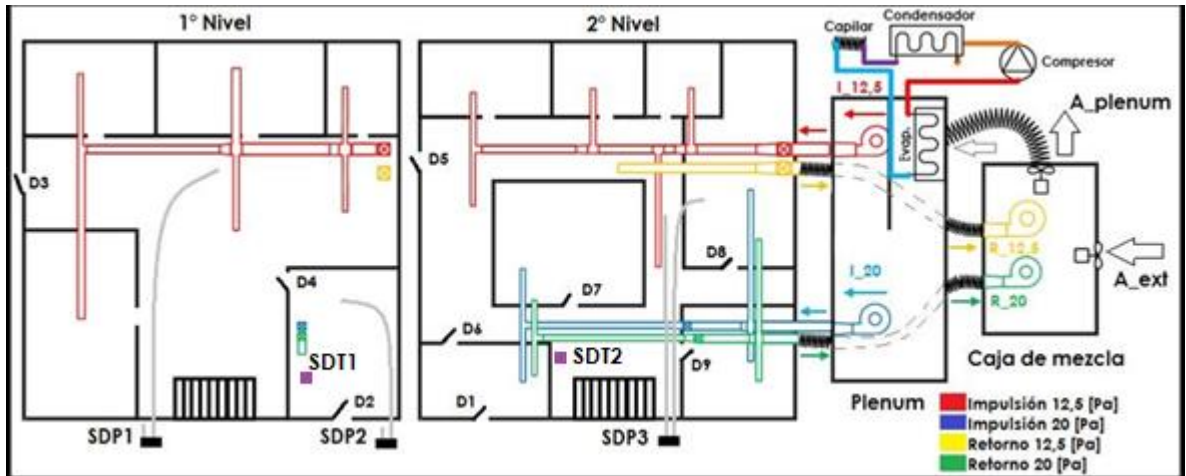 1° Nivel
2° Nivel
Capilar
Condensador
Compresor
I_12,5
A_plenum
Evap.
D3
D5
D4
D8
D7
R_12,5
A_ext
I_20
R_20
D6
SDT1
SDT2
D9
Caja de mezcla
D2
D1
Plenum
SDP1
SDP2
SDP3
Impulsión 12,5 [Pa]
Impulsión 20 [Pa]
Retorno 12,5 [Pa]
Retorno 20 [Pa]